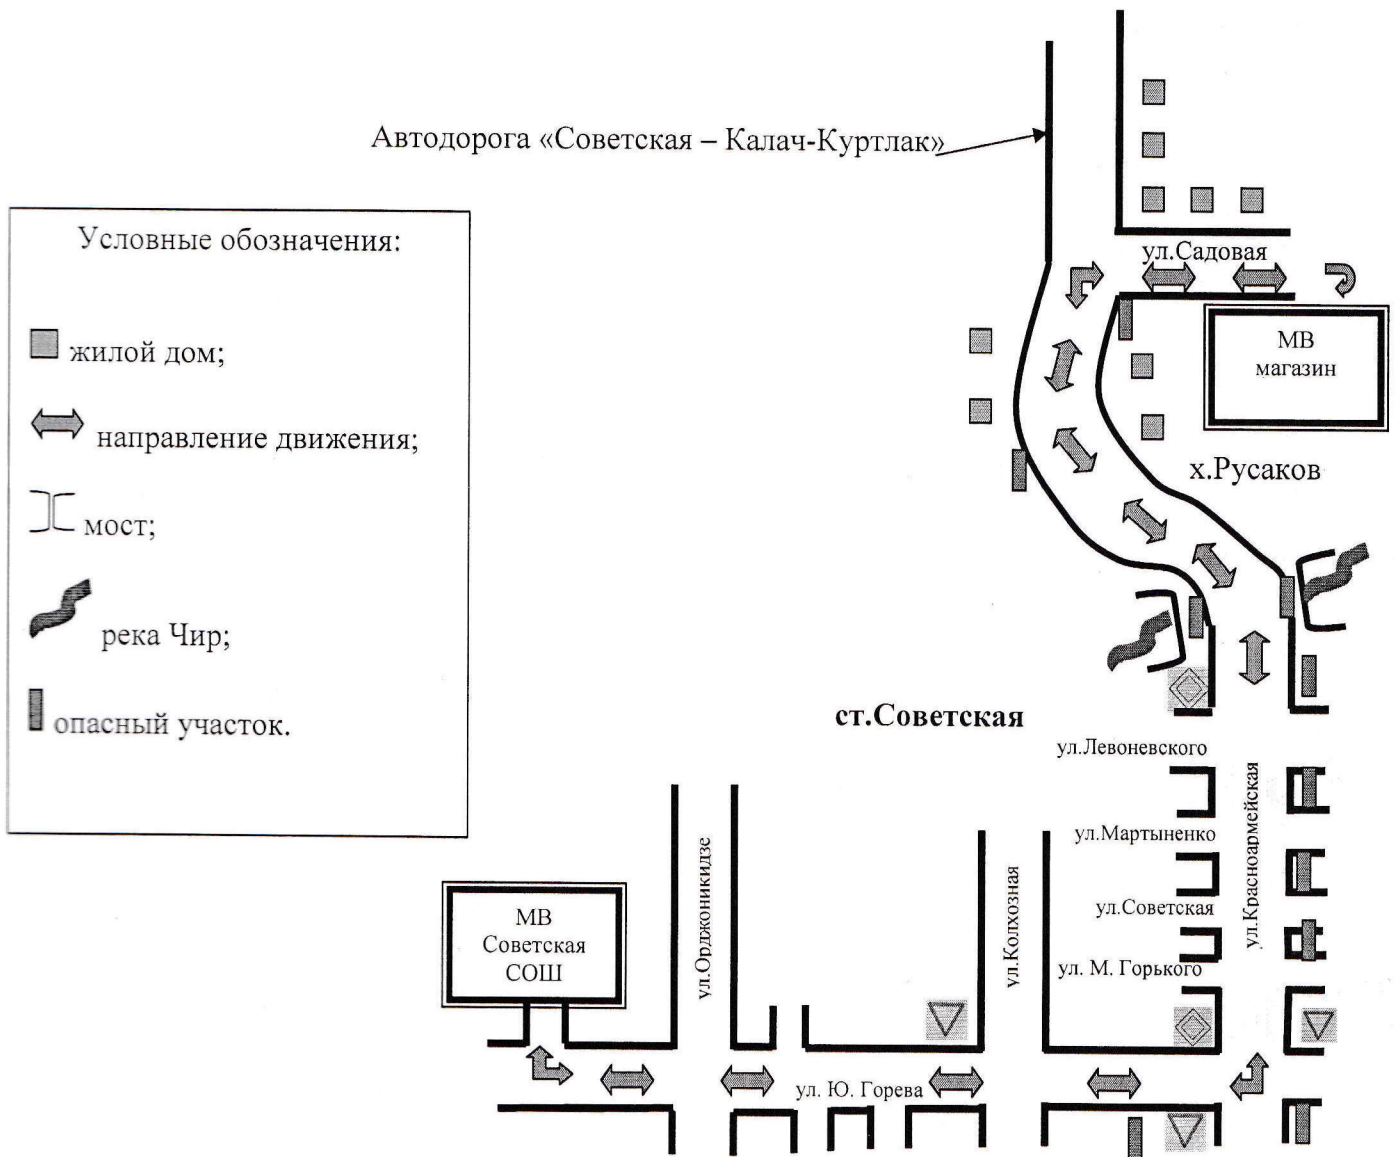 Автодорога «Советская – Калач-Куртлак»
Условные обозначения:
жилой дом;
направление движения;
мост;
река Чир;
опасный участок.
ул.Садовая
МВ
магазин
х.Русаков
ст.Советская
ул.Левоневского
ул.Мартыненко
ул.Советская
ул. М. Горького
ул.Красноармейская
ул.Колхозная
ул.Орджоникидзе
МВ
Советская
СОШ
ул. Ю. Горева